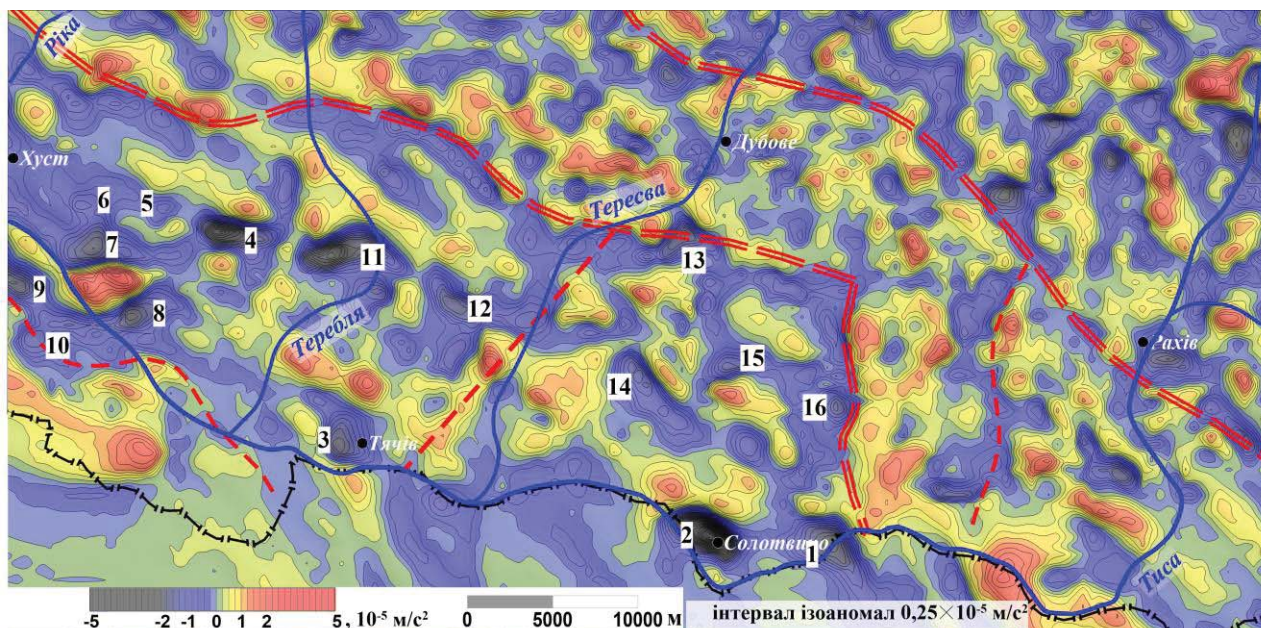 Ріка
Хуст
Дубове
6
5
Тересва
4
7
11
13
9
8
12
10
Теребля
Рахів
15
14
16
3
Тячів
2
Солотвино
1
Тиса
-5 -2 -1 0 1 2 5 , 10⁻⁵ м/с²
0 5000 10000 м
інтервал ізоаномал 0,25×10⁻⁵ м/с²